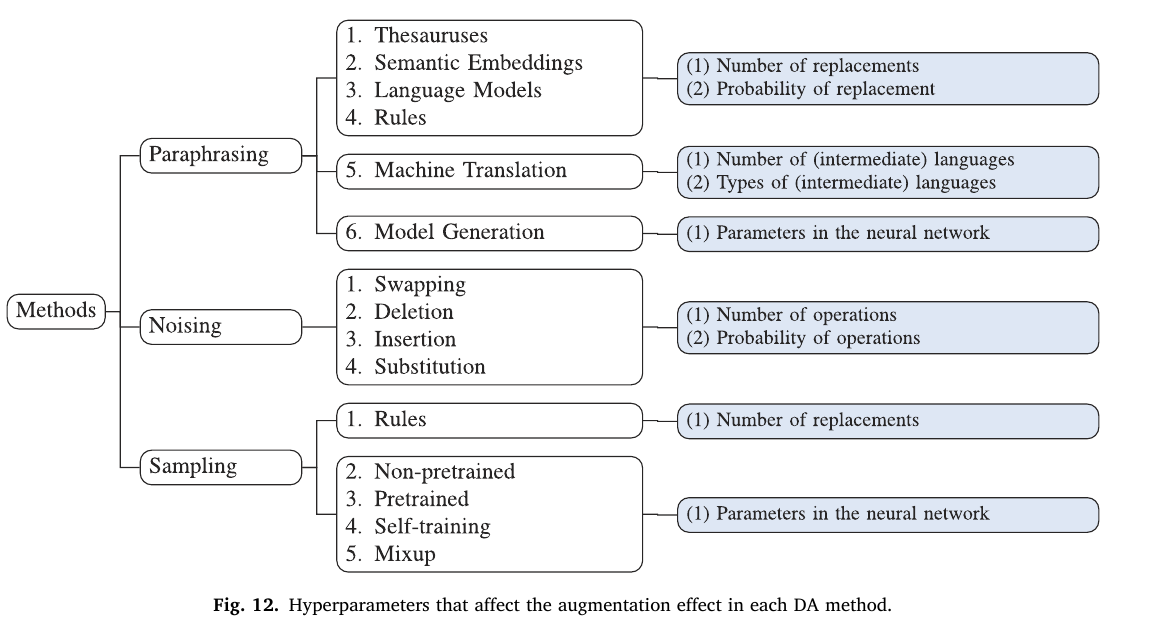 Methods
Paraphrasing
1. Thesauruses
2. Semantic Embeddings
3. Language Models
4. Rules
(1) Number of replacements
(2) Probability of replacement
5. Machine Translation
(1) Number of (intermediate) languages
(2) Types of (intermediate) languages
6. Model Generation
(1) Parameters in the neural network
Noising
1. Swapping
2. Deletion
3. Insertion
4. Substitution
(1) Number of operations
(2) Probability of operations
Sampling
1. Rules
(1) Number of replacements
2. Non-pretrained
3. Pretrained
4. Self-training
5. Mixup
(1) Parameters in the neural network
Fig. 12. Hyperparameters that affect the augmentation effect in each DA method.